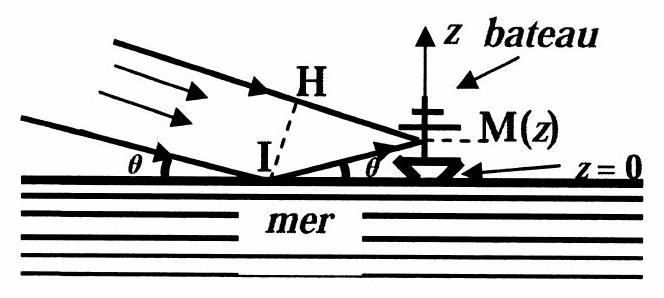 z bateau
H
M(z)
θ I θ z = 0
mer